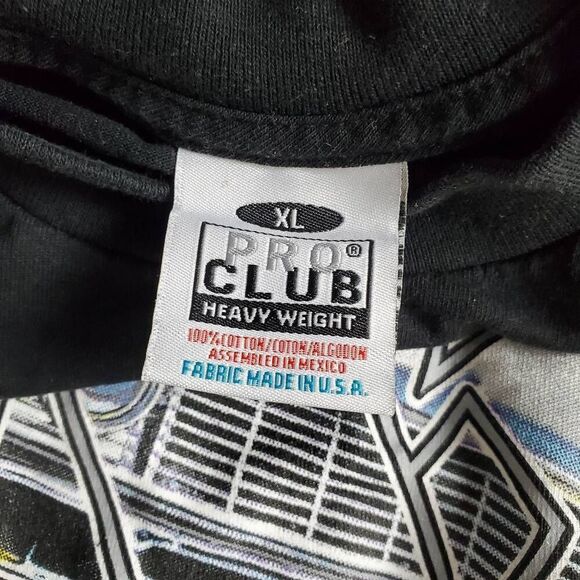 XL
PRO®
CLUB
HEAVY WEIGHT
100%COTTON/COTON/ALGODON
ASSEMBLED IN MEXICO
FABRIC MADE IN U.S.A.